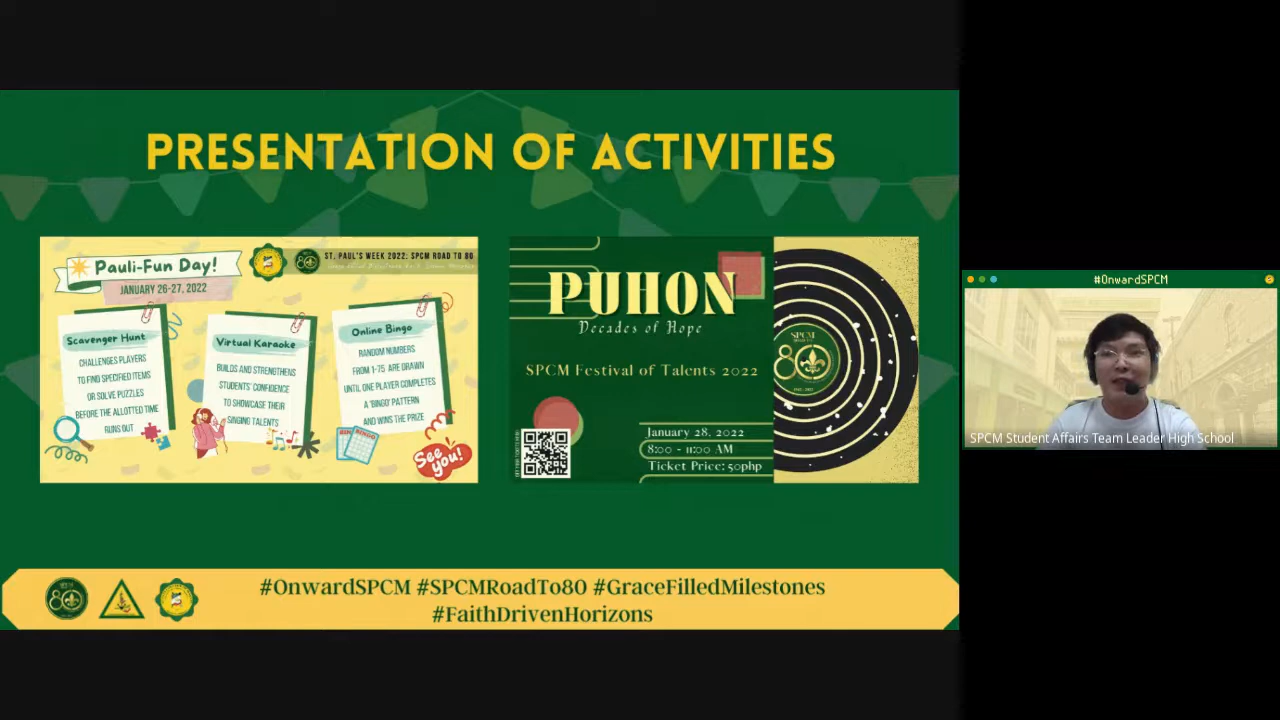 PRESENTATION OF ACTIVITIES
Pauli-Fun Day!
JANUARY 26-27, 2022
80
ST. PAUL'S WEEK 2022: SPCM ROAD TO 80
Scavenger Hunt
CHALLENGES PLAYERS
TO FIND SPECIFIED ITEMS
OR SOLVE PUZZLES
BEFORE THE ALLOTTED TIME
RUNS OUT
Virtual Karaoke
BUILDS AND STRENGTHENS
STUDENTS' CONFIDENCE
TO SHOWCASE THEIR
SINGING TALENTS
Online Bingo
RANDOM NUMBERS
FROM 1-75 ARE DRAWN
UNTIL ONE PLAYER COMPLETES
A 'BINGO' PATTERN
AND WINS THE PRIZE
BINGO
See you!
PUHON
Decades of Hope
SPCM Festival of Talents 2022
January 28, 2022
8:00 - 11:00 AM
Ticket Price: 50php
SPCM
80
#OnwardSPCM
SPCM Student Affairs Team Leader High School
80
#OnwardSPCM #SPCMRoadTo80 #GraceFilledMilestones
#FaithDrivenHorizons